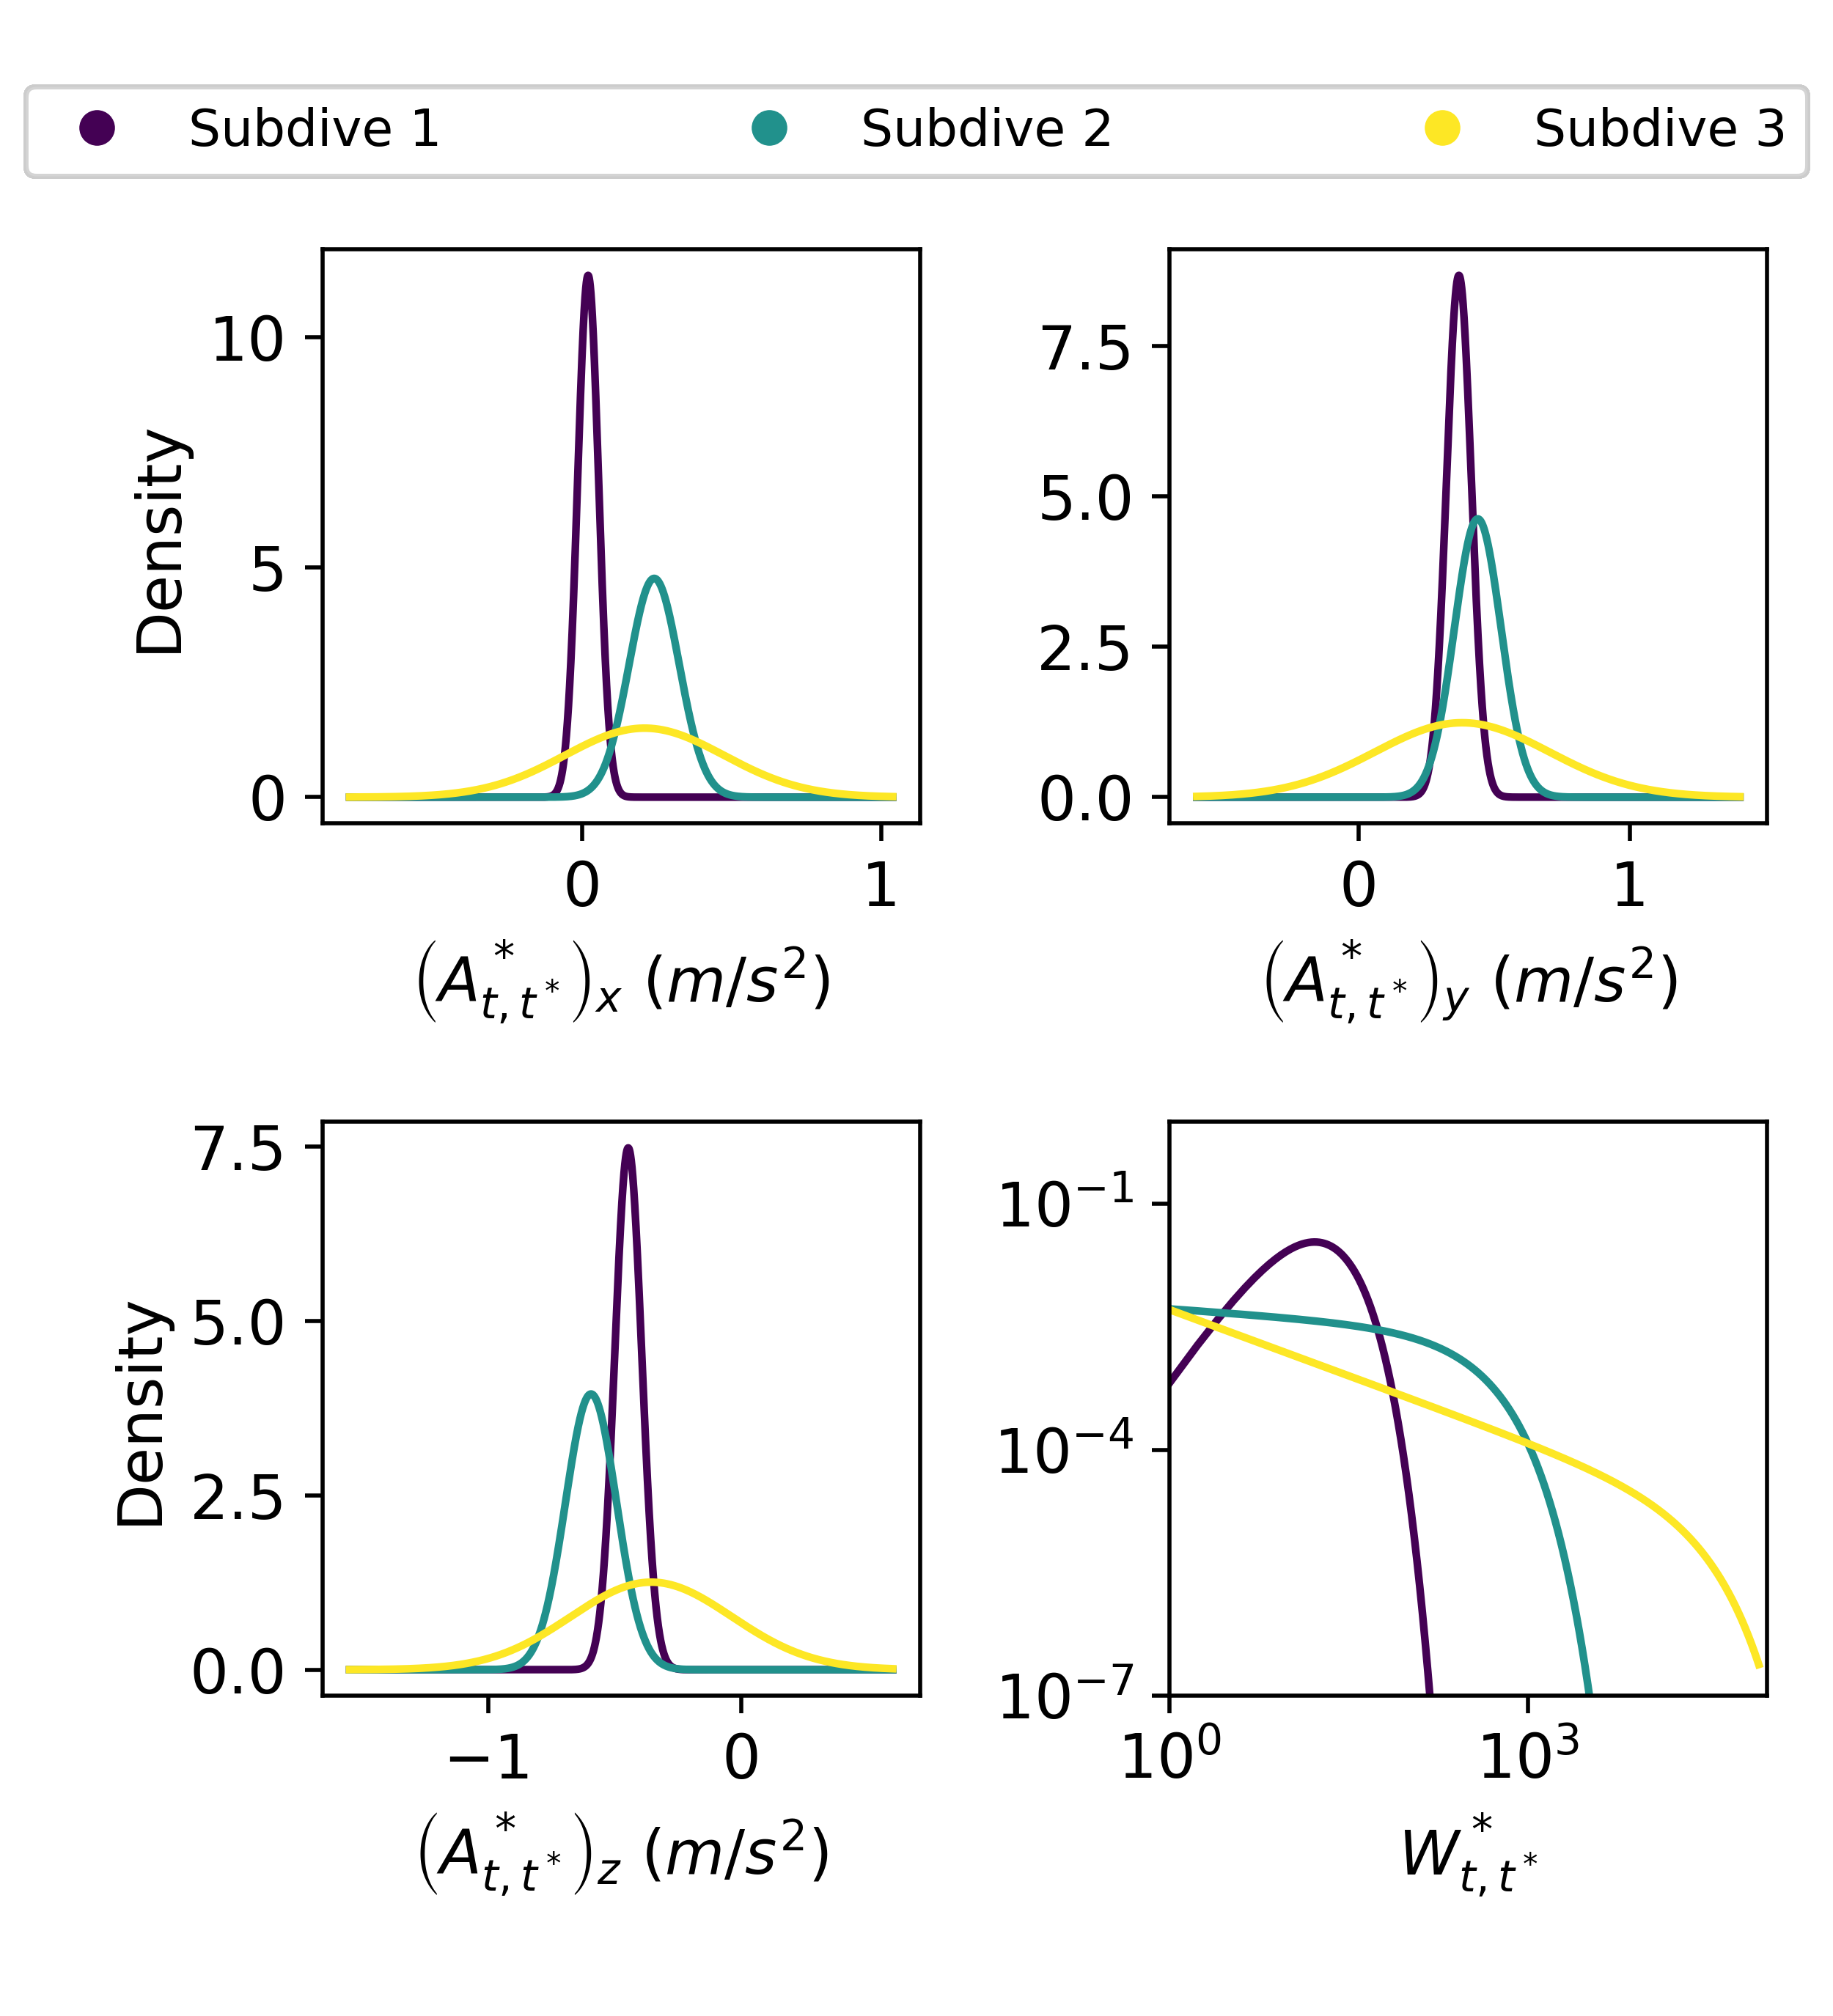 Subdive 1 Subdive 2 Subdive 3
10
5
0
Density
0 1
(A*t,t*)x (m/s²)
7.5
5.0
2.5
0.0
0 1
(A*t,t*)y (m/s²)
7.5
5.0
2.5
0.0
Density
−1 0
(A*t,t*)z (m/s²)
10⁻¹
10⁻⁴
10⁻⁷
10⁰ 10³
W*t,t*